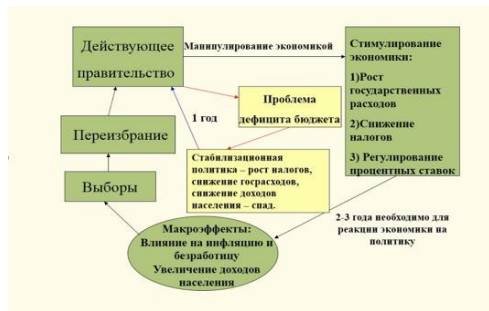 Действующее
правительство
Манипулирование экономикой
Стимулирование
экономики:
1)Рост
государственных
расходов
2)Снижение
налогов
3) Регулирование
процентных ставок
Проблема
дефицита бюджета
1 год
Переизбрание
Стабилизационная
политика – рост налогов,
снижение госрасходов,
снижение доходов
населения – спад.
Выборы
2-3 года необходимо для
реакции экономики на
политику
Макроэффекты:
Влияние на инфляцию и
безработицу
Увеличение доходов
населения